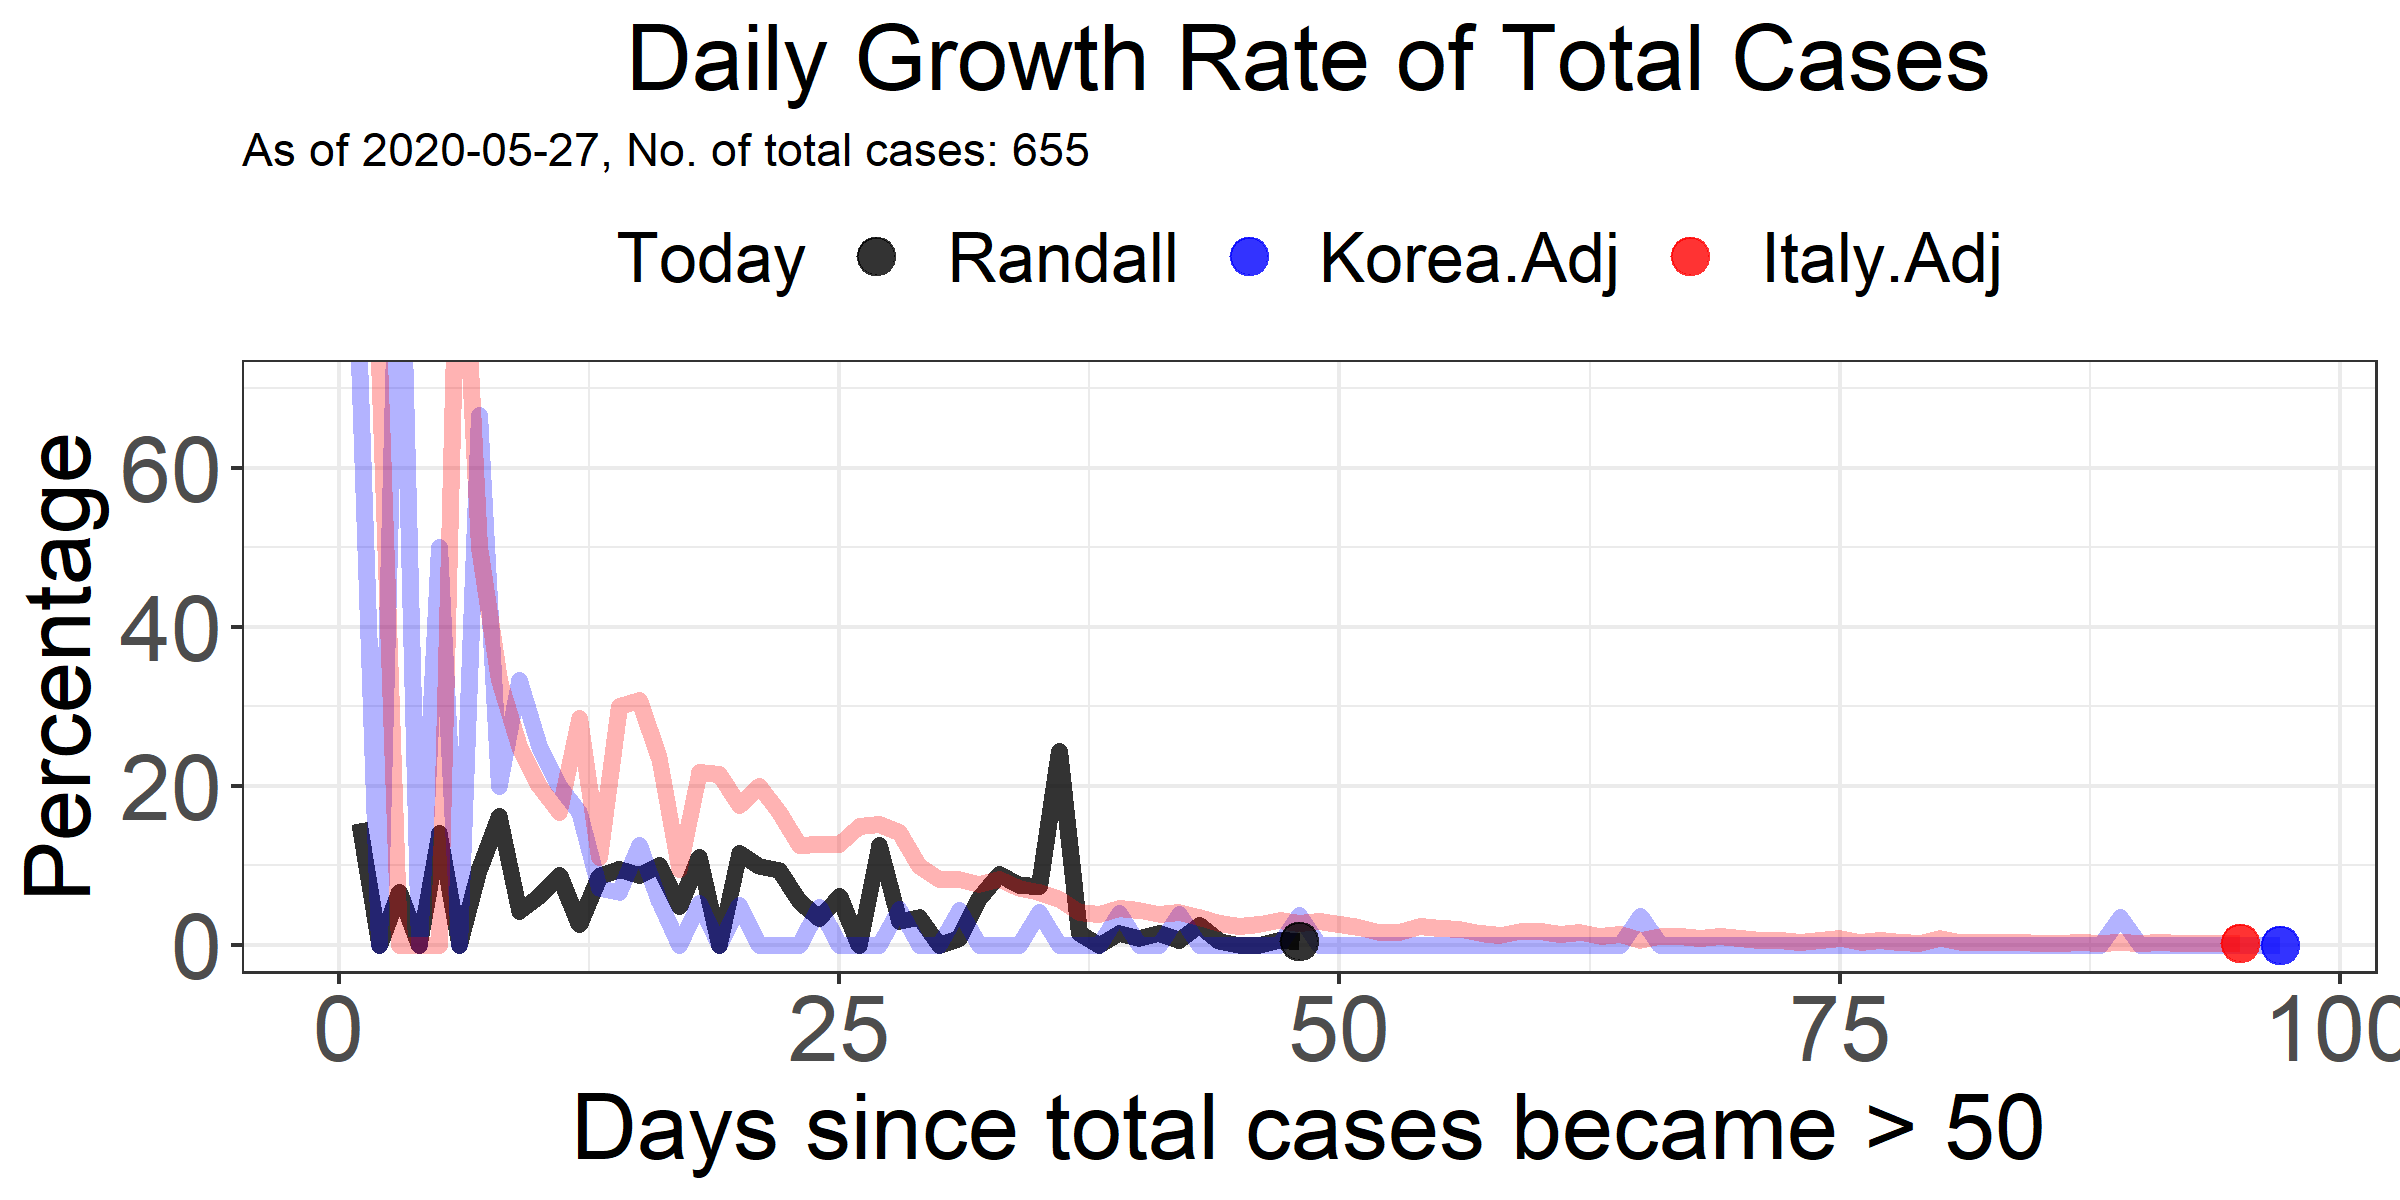 Daily Growth Rate of Total Cases
As of 2020-05-27, No. of total cases: 655
Today Randall Korea.Adj Italy.Adj
Percentage
60
40
20
0
0 25 50 75 100
Days since total cases became > 50